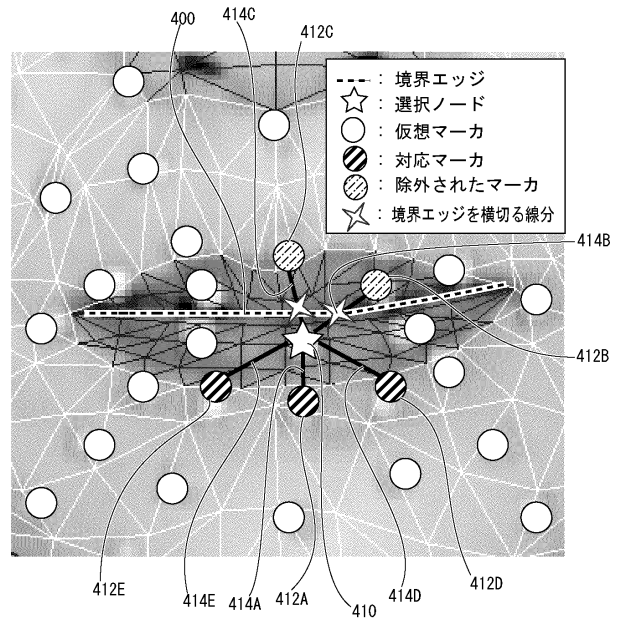 400
414C
412C
: 境界エッジ
: 選択ノード
: 仮想マーカ
: 対応マーカ
: 除外されたマーカ
: 境界エッジを横切る線分
414B
412B
412E
414E
414A
412A
410
414D
412D